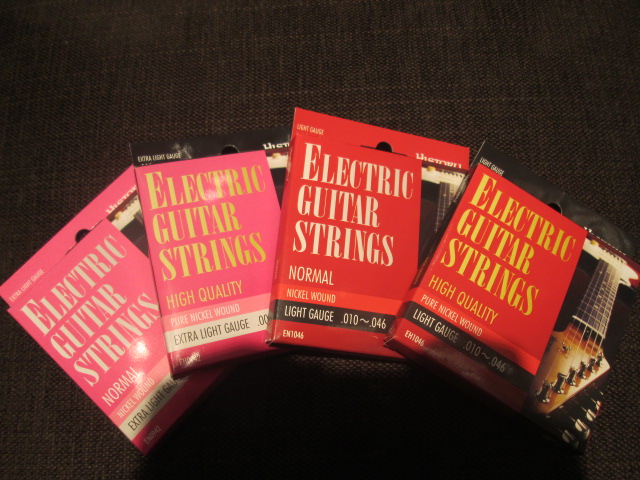 EXTRA LIGHT GAUGE
ELECTRIC
GUITAR
STRINGS
NORMAL
NICKEL WOUND
EXTRA LIGHT
EXTRA LIGHT GAUGE
ELECTRIC
GUITAR
STRINGS
HIGH QUALITY
PURE NICKEL WOUND
EXTRA LIGHT GAUGE .00
LIGHT GAUGE
HISTORY
ELECTRIC
GUITAR
STRINGS
NORMAL
NICKEL WOUND
LIGHT GAUGE .010~.046
EN1046
LIGHT GAUGE
ELECTRIC
GUITAR
STRINGS
HIGH QUALITY
PURE NICKEL WOUND
LIGHT GAUGE .010~.046
EH1046